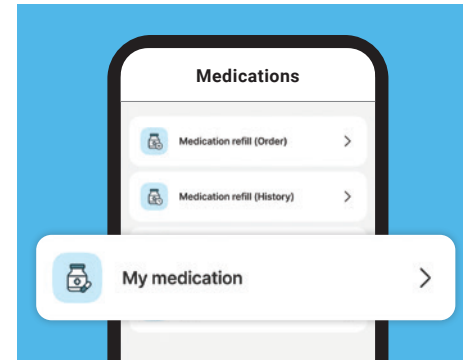 Medications
Medication refill (Order)
Medication refill (History)
My medication